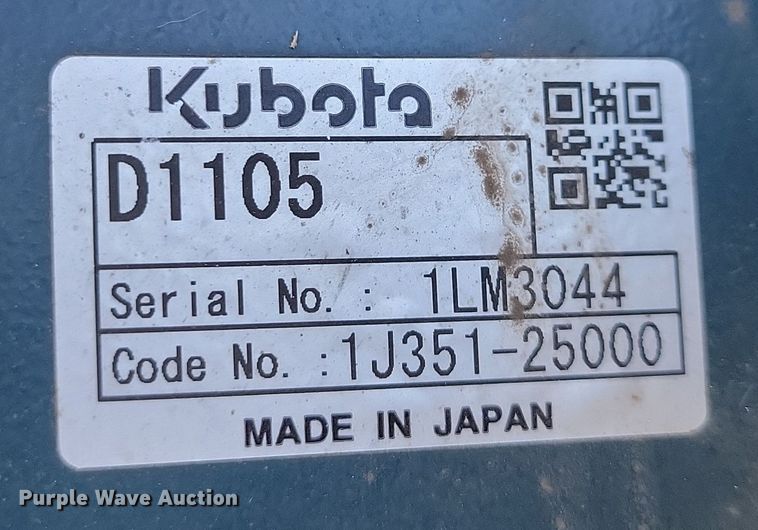 Kubota
D1105
Serial No. : 1LM3044
Code No. :1J351-25000
MADE IN JAPAN
Purple Wave Auction